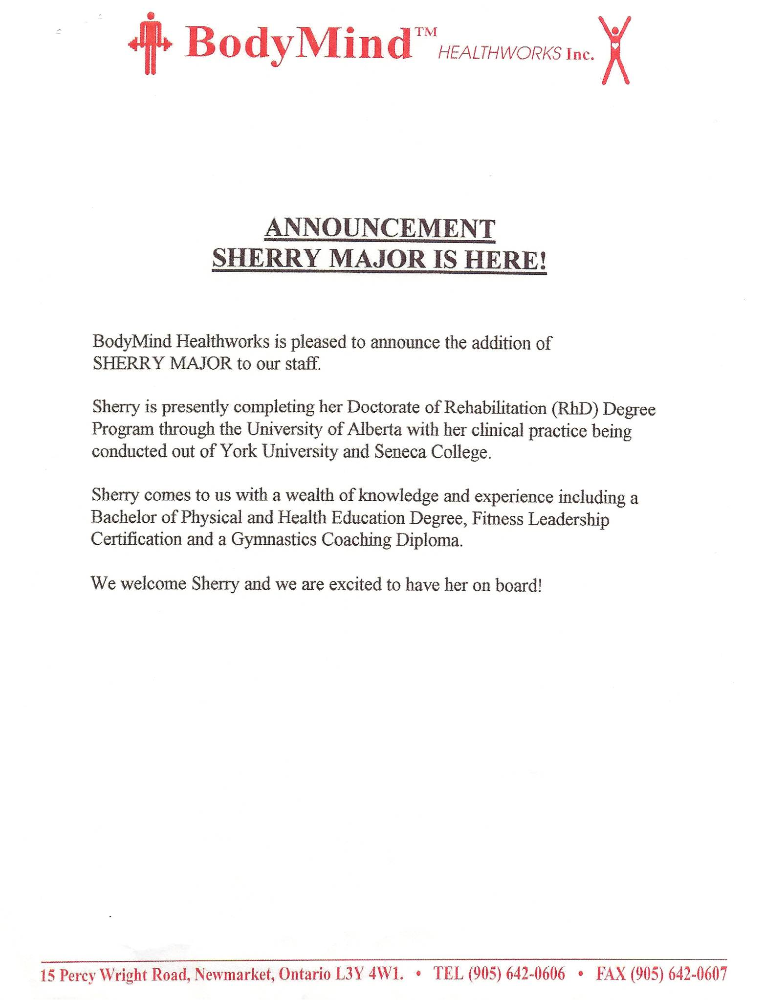 BodyMind™ HEALTHWORKS Inc.
ANNOUNCEMENT
SHERRY MAJOR IS HERE!
BodyMind Healthworks is pleased to announce the addition of
SHERRY MAJOR to our staff.
Sherry is presently completing her Doctorate of Rehabilitation (RhD) Degree
Program through the University of Alberta with her clinical practice being
conducted out of York University and Seneca College.
Sherry comes to us with a wealth of knowledge and experience including a
Bachelor of Physical and Health Education Degree, Fitness Leadership
Certification and a Gymnastics Coaching Diploma.
We welcome Sherry and we are excited to have her on board!
15 Percy Wright Road, Newmarket, Ontario L3Y 4W1. • TEL (905) 642-0606 • FAX (905) 642-0607